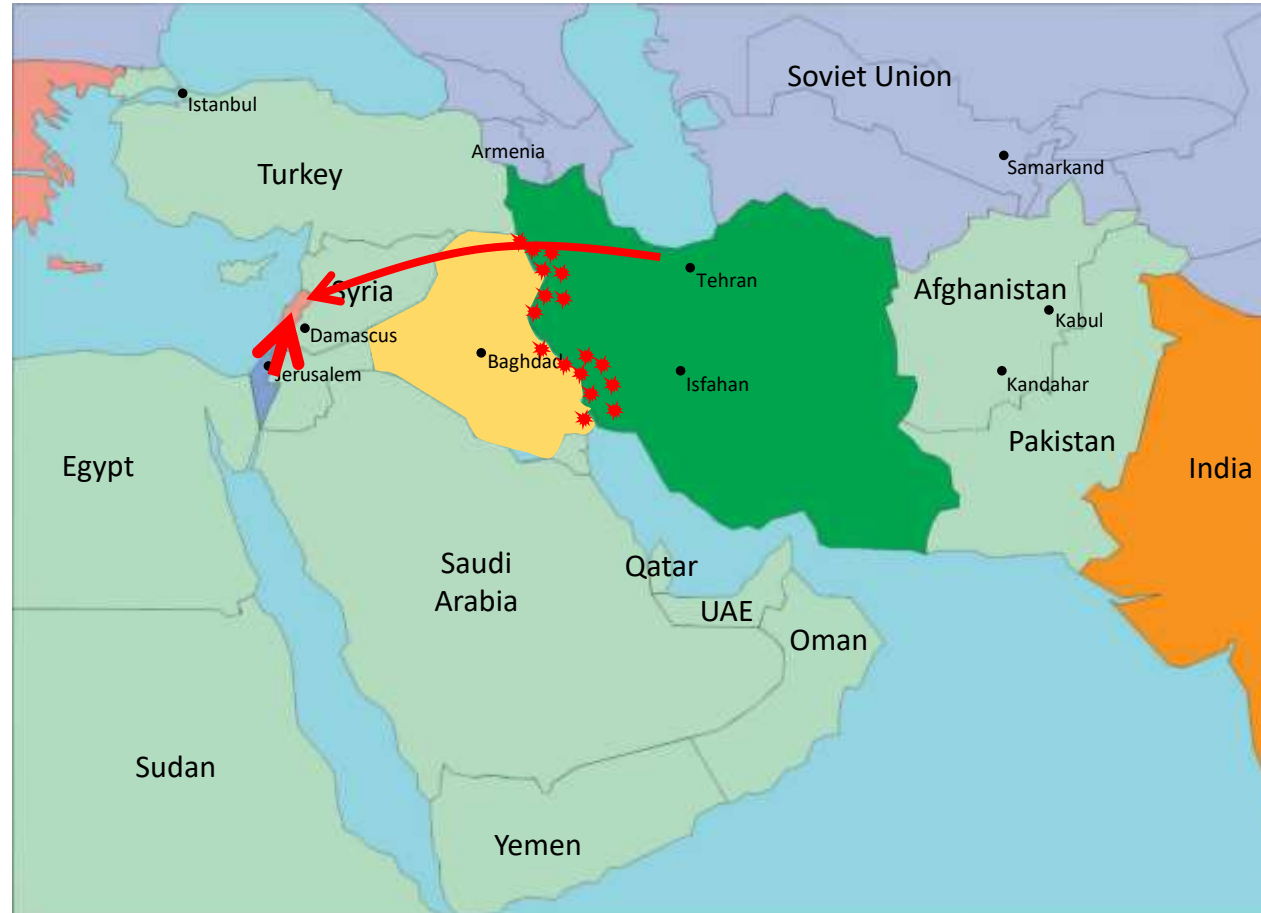 Soviet Union
Istanbul
Armenia
Samarkand
Turkey
Tehran
Syria
Afghanistan
Kabul
Damascus
Baghdad
Jerusalem
Isfahan
Kandahar
Pakistan
Egypt
India
Saudi
Arabia
Qatar
UAE
Oman
Sudan
Yemen